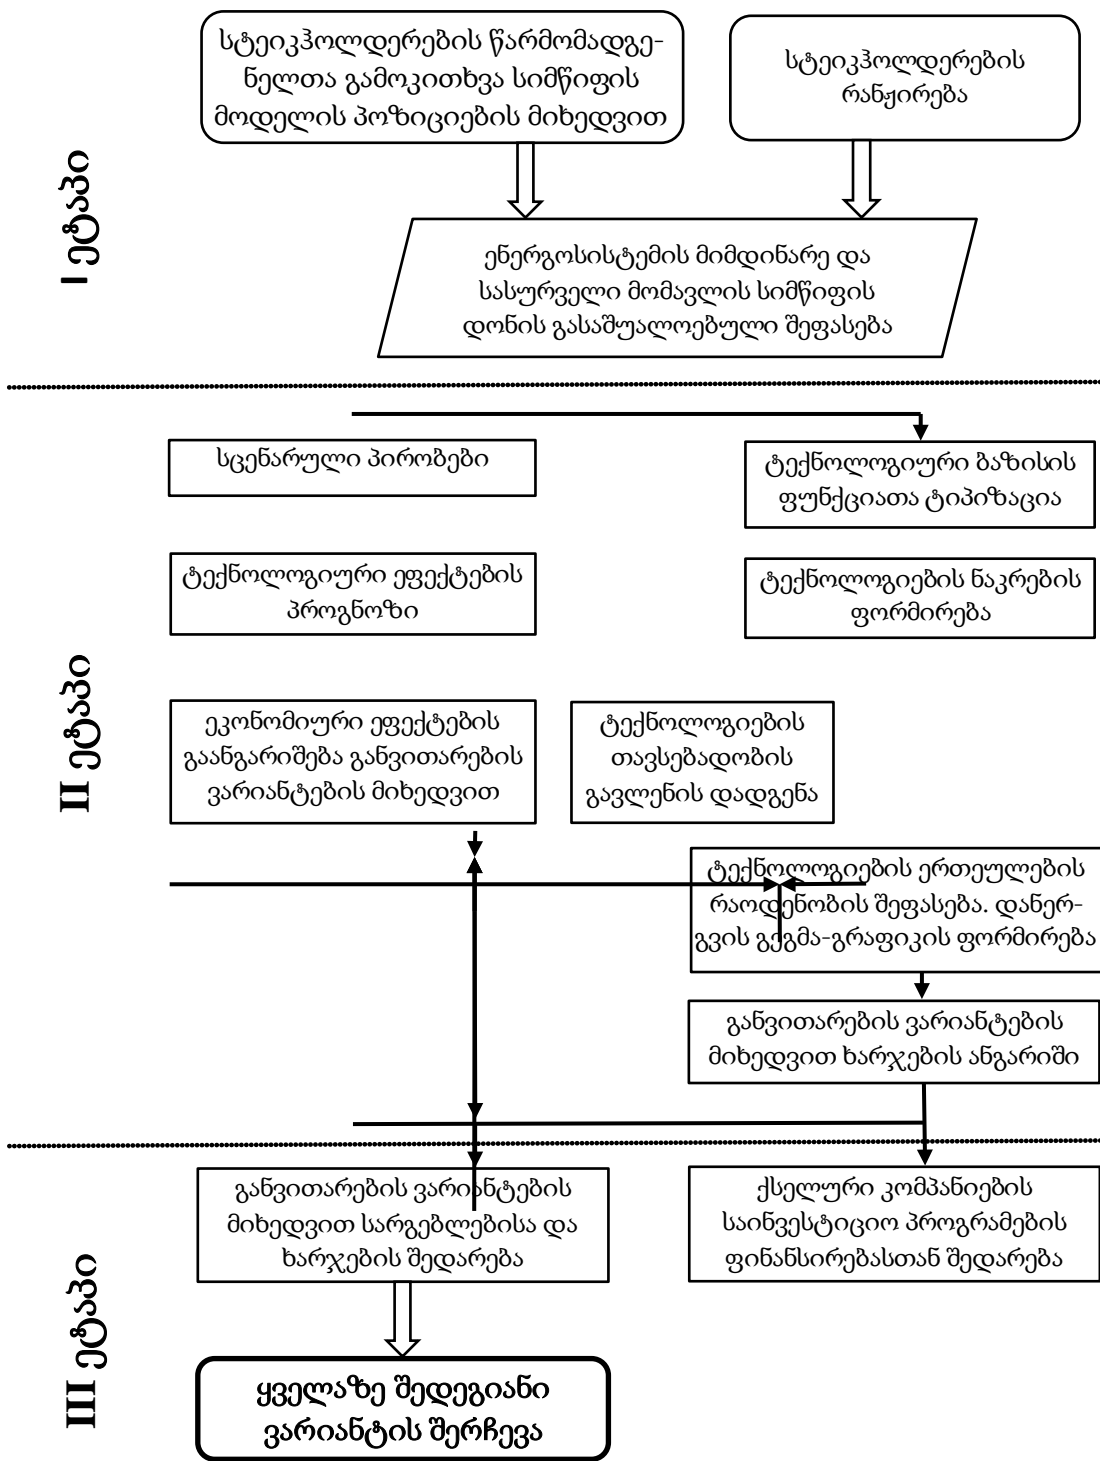 I ეტაპი
სტეიკჰოლდერების წარმომადგე-
ნელთა გამოკითხვა სიმწიფის
მოდელის პოზიციების მიხედვით
სტეიკჰოლდერების
რანჟირება
ენერგოსისტემის მიმდინარე და
სასურველი მომავლის სიმწიფის
დონის გასაშუალოებული შეფასება
II ეტაპი
სცენარული პირობები
ტექნოლოგიური ბაზისის
ფუნქციათა ტიპიზაცია
ტექნოლოგიური ეფექტების
პროგნოზი
ტექნოლოგიების ნაკრების
ფორმირება
ეკონომიური ეფექტების
გაანგარიშება განვითარების
ვარიანტების მიხედვით
ტექნოლოგიების
თავსებადობის
გავლენის დადგენა
ტექნოლოგიების ერთეულების
რაოდენობის შეფასება. დანერ-
გვის გეგმა-გრაფიკის ფორმირება
განვითარების ვარიანტების
მიხედვით ხარჯების ანგარიში
III ეტაპი
განვითარების ვარიანტების
მიხედვით სარგებლებისა და
ხარჯების შედარება
ქსელური კომპანიების
საინვესტიციო პროგრამების
ფინანსირებასთან შედარება
ყველაზე შედეგიანი
ვარიანტის შერჩევა